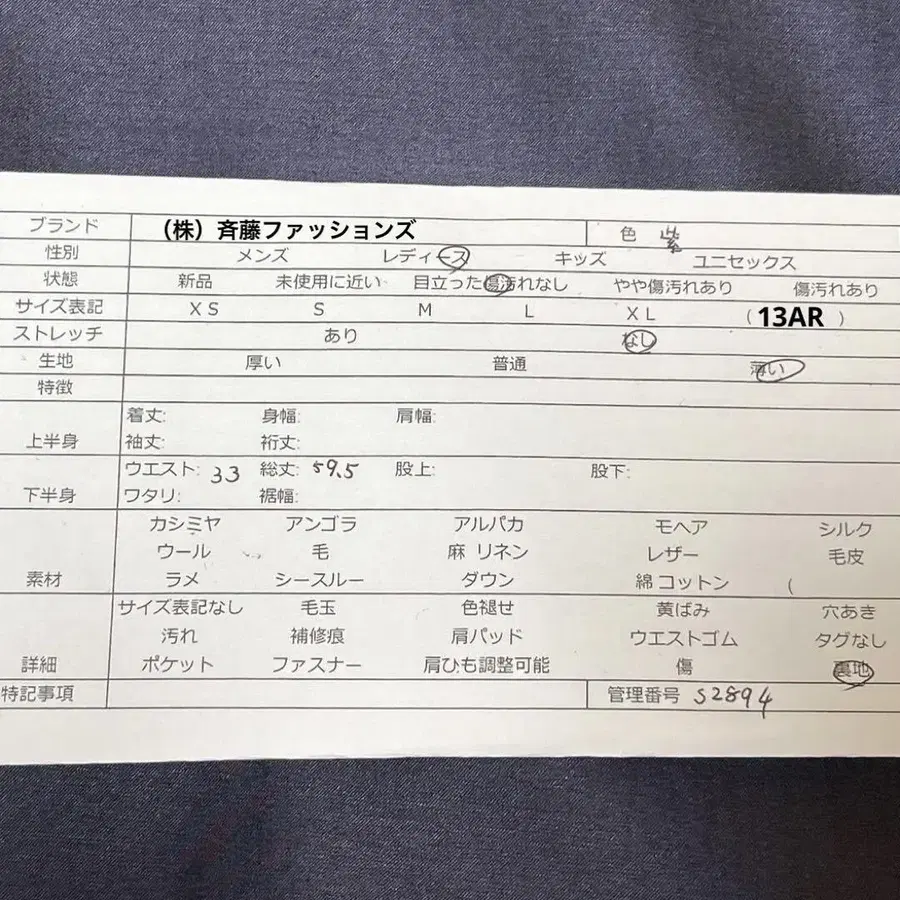 ブランド (株) 斉藤ファッションズ 色 紫
性別 メンズ レディース キッズ ユニセックス
状態 新品 未使用に近い 目立った傷汚れなし やや傷汚れあり 傷汚れあり
サイズ表記 XS S M L XL (13AR)
ストレッチ あり なし
生地 厚い 普通 薄い
特徴
着丈: 身幅: 肩幅:
上半身 袖丈: 裄丈:
ウエスト: 33 総丈: 59.5 股上: 股下:
下半身 ワタリ: 裾幅:
カシミヤ アンゴラ アルパカ モヘア シルク
ウール 毛 麻 リネン レザー 毛皮
素材 ラメ シースルー ダウン 綿 コットン (
サイズ表記なし 毛玉 色褪せ 黄ばみ 穴あき
汚れ 補修痕 肩パッド ウエストゴム タグなし
詳細 ポケット ファスナー 肩ひも調整可能 傷 裏地
特記事項 管理番号 S2894